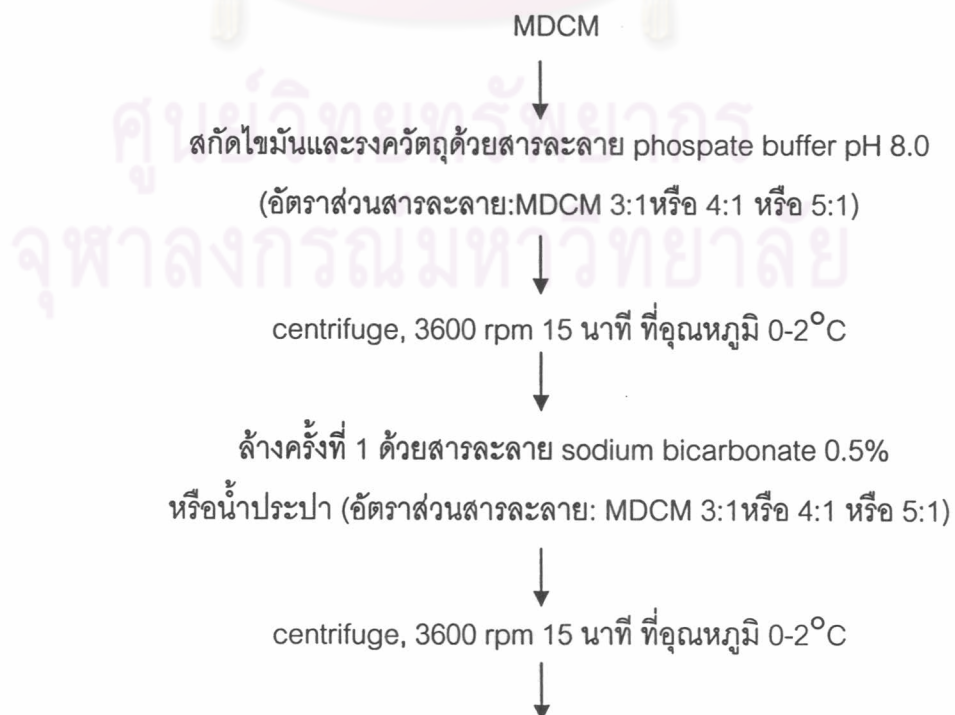 MDCM
สกัดไขมันและรงควัตถุด้วยสารละลาย phospate buffer pH 8.0
(อัตราส่วนสารละลาย:MDCM 3:1หรือ 4:1 หรือ 5:1)
centrifuge, 3600 rpm 15 นาที ที่อุณหภูมิ 0-2°C
ล้างครั้งที่ 1 ด้วยสารละลาย sodium bicarbonate 0.5%
หรือน้ำประปา (อัตราส่วนสารละลาย: MDCM 3:1หรือ 4:1 หรือ 5:1)
centrifuge, 3600 rpm 15 นาที ที่อุณหภูมิ 0-2°C
ศูนย์วิทยทรัพยากร
จุฬาลงกรณ์มหาวิทยาลัย